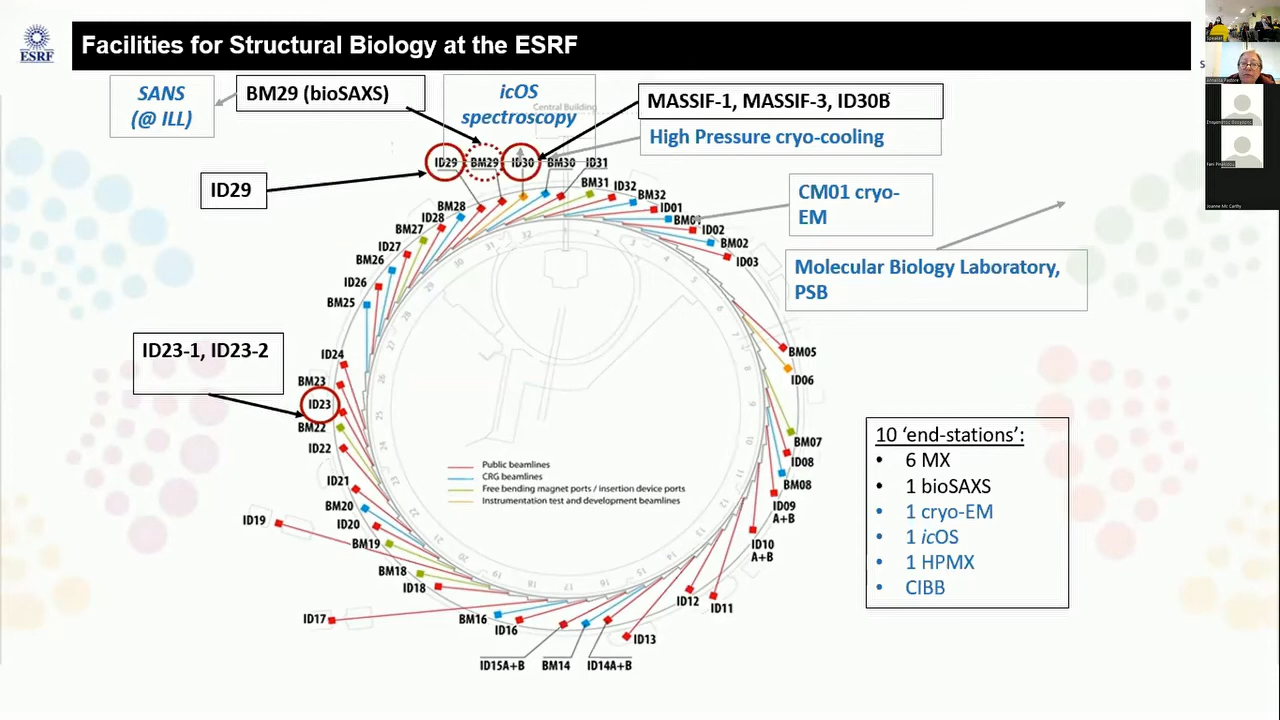 ESRF
Facilities for Structural Biology at the ESRF
SANS
(@ ILL)
BM29 (bioSAXS)
icOS
spectroscopy
Central Building
MASSIF-1, MASSIF-3, ID30B
High Pressure cryo-cooling
ID29
CM01 cryo-
EM
Molecular Biology Laboratory,
PSB
ID23-1, ID23-2
ID29
BM29
ID30
BM30
ID31
BM31
ID32
BM32
ID01
BM01
ID02
BM02
ID03
BM05
ID06
BM07
ID08
BM08
ID09
A+B
ID10
A+B
ID11
ID12
ID13
ID14A+B
BM14
ID15A+B
ID16
BM16
ID17
ID18
BM18
BM19
ID19
ID20
BM20
ID21
ID22
BM22
ID23
BM23
ID24
BM25
ID26
BM26
ID27
BM27
ID28
BM28
Public beamlines
CRG beamlines
Free bending magnet ports / insertion device ports
Instrumentation test and development beamlines
10 ‘end-stations’:
• 6 MX
• 1 bioSAXS
• 1 cryo-EM
• 1 icOS
• 1 HPMX
• CIBB
Speaker
Joanne Mc Carthy